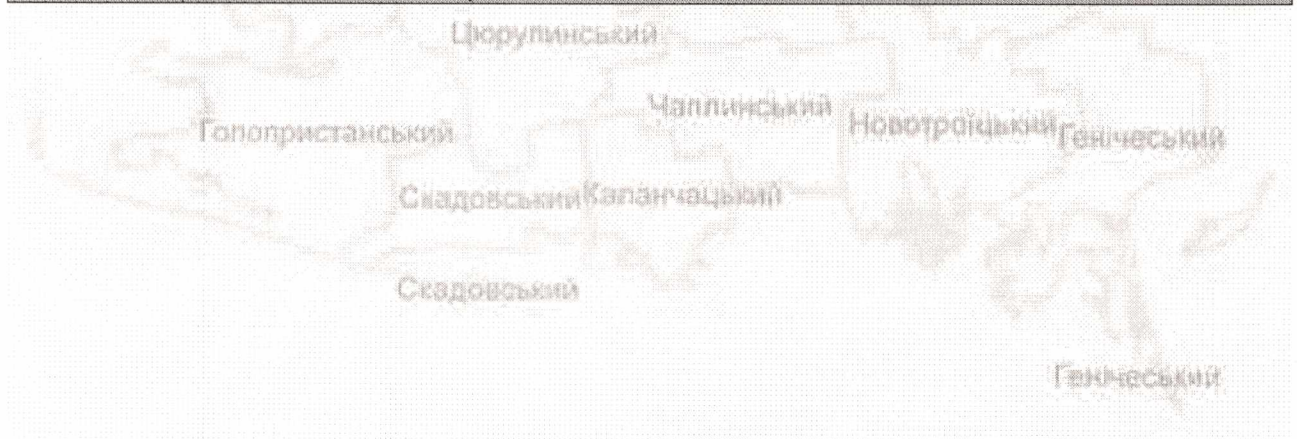 Цюрупинський
Чаплинський
Голопристанський
Новотроїцький
Генічеський
Скадовський
Каланчацький
Скадовський
Генічеський